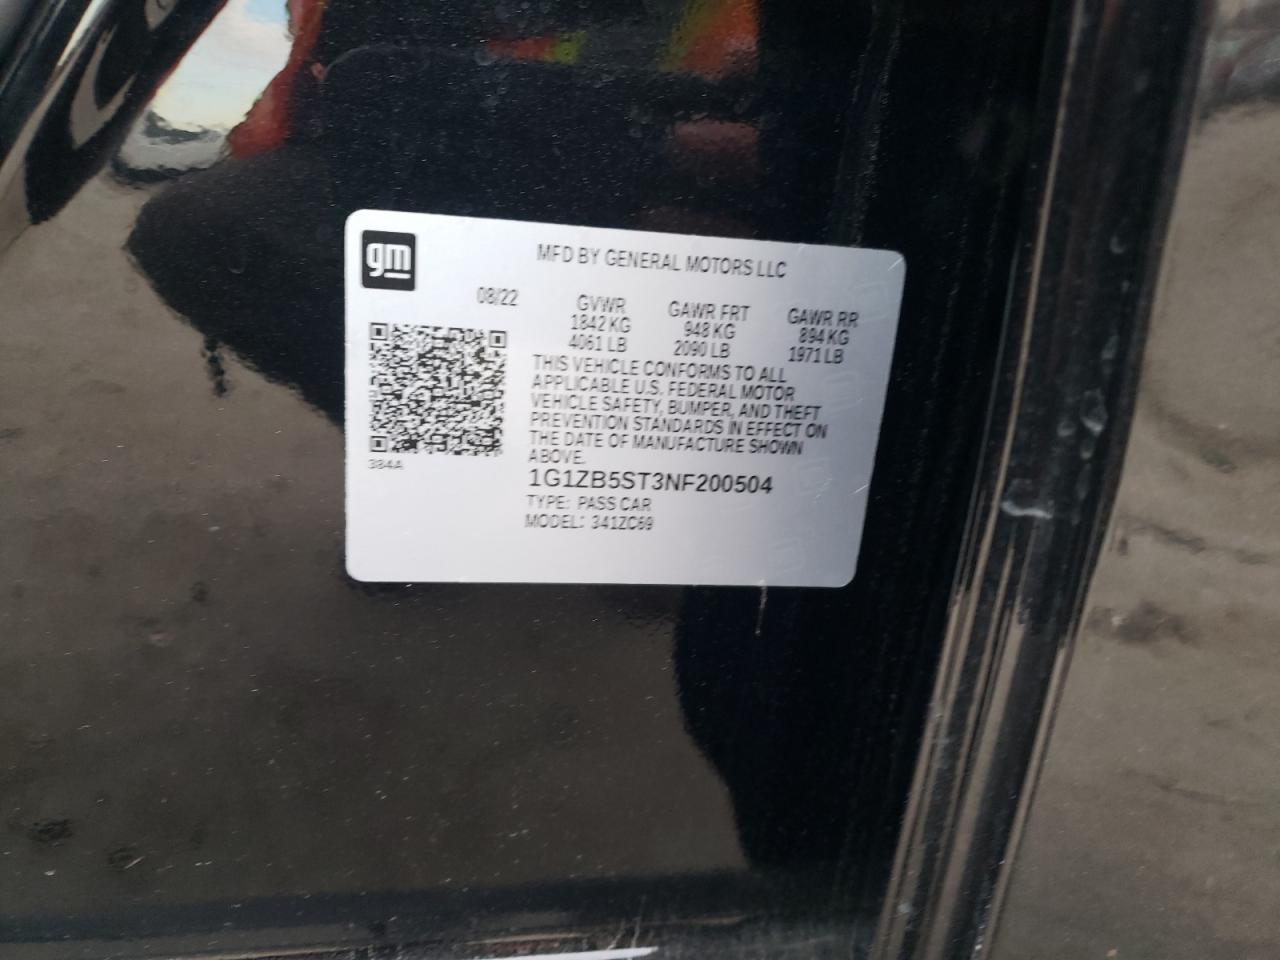 gm
MFD BY GENERAL MOTORS LLC
08/22
GVWR
1842 KG
4061 LB
GAWR FRT
948 KG
2090 LB
GAWR RR
894 KG
1971 LB
THIS VEHICLE CONFORMS TO ALL
APPLICABLE U.S. FEDERAL MOTOR
VEHICLE SAFETY, BUMPER, AND THEFT
PREVENTION STANDARDS IN EFFECT ON
THE DATE OF MANUFACTURE SHOWN
ABOVE.
384A
1G1ZB5ST3NF200504
TYPE: PASS CAR
MODEL: 341ZC69